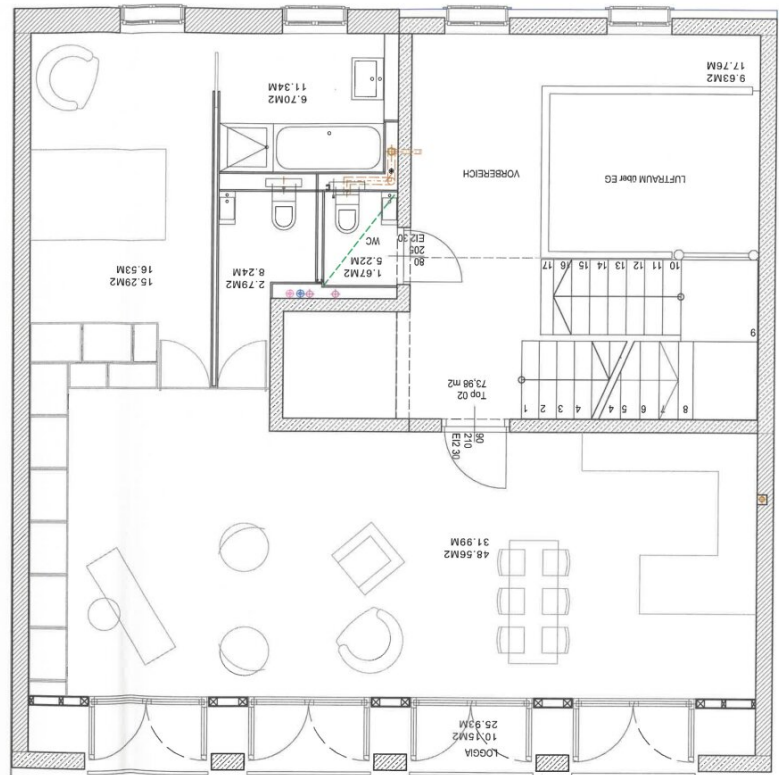 11.34M
6.70M2
17.76M
9.63M2
VORBEREICH
LUFTRAUM über EG
WC
5.22M
1.67M2
80
205
EI2 30
16.53M
15.29M2
8.24M
2.79M2
17 16 15 14 13 12 11 10
9
1 2 3 4 4 5 6 7 8
Top 02
73,98 m2
90
210
EI2 30
31.99M
48.56M2
LOGGIA
10.15M2
25.93M